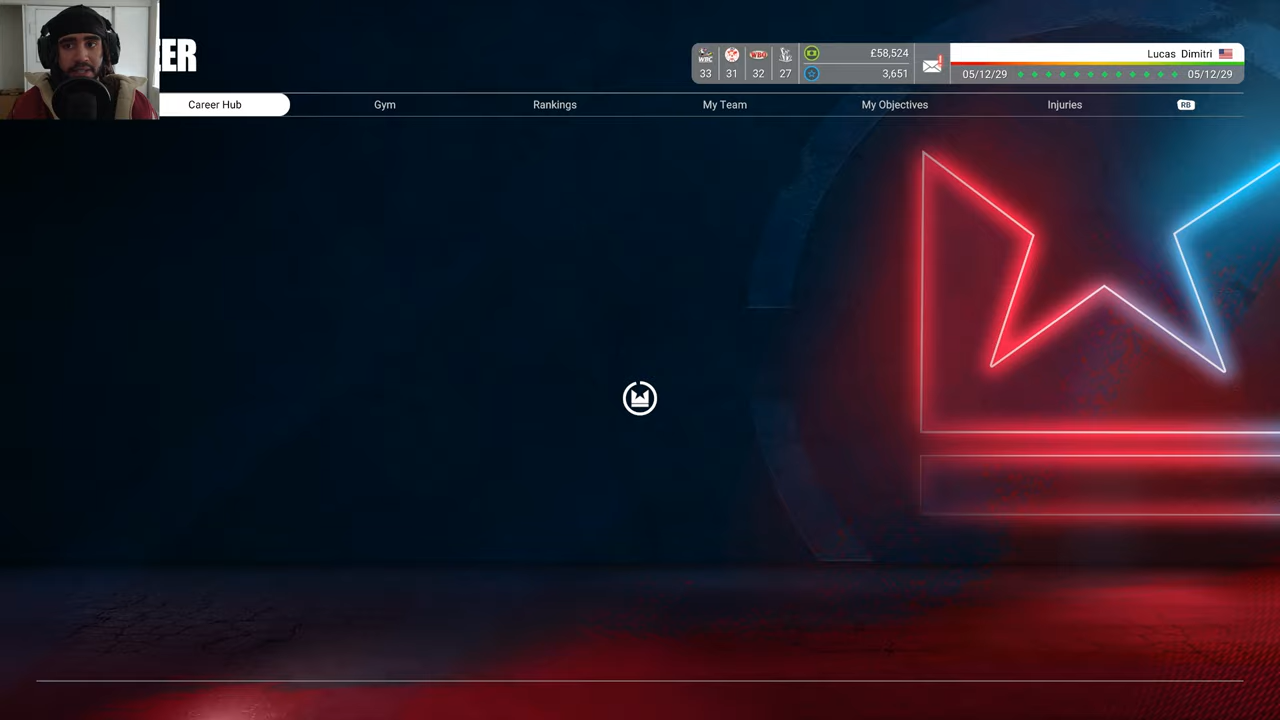 EER
WBC
WBO
33
31
32
27
£58,524
3,651
Lucas Dimitri
05/12/29
05/12/29
Career Hub
Gym
Rankings
My Team
My Objectives
Injuries
RB